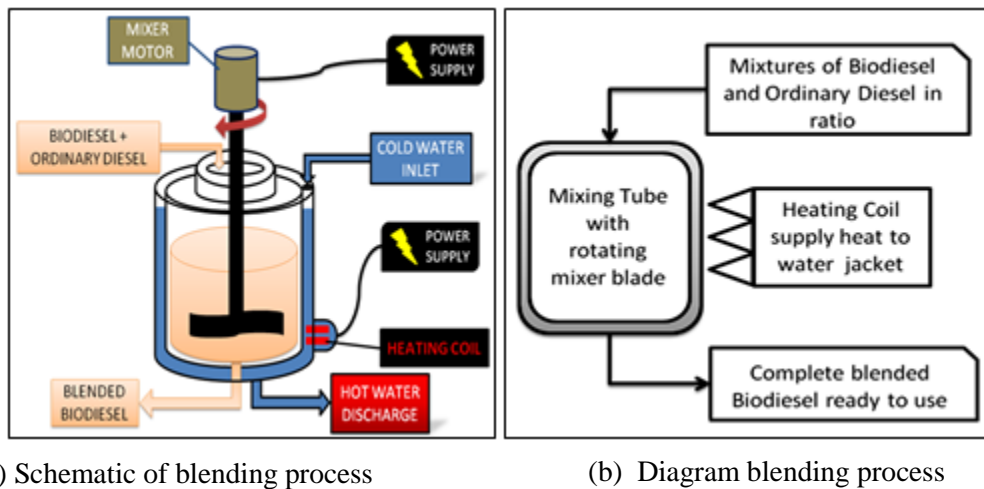 MIXER
MOTOR
POWER
SUPPLY
BIODIESEL +
ORDINARY DIESEL
COLD WATER
INLET
POWER
SUPPLY
HEATING COIL
BLENDED
BIODIESEL
HOT WATER
DISCHARGE
Mixtures of Biodiesel
and Ordinary Diesel in
ratio
Mixing Tube
with
rotating
mixer blade
Heating Coil
supply heat to
water jacket
Complete blended
Biodiesel ready to use
) Schematic of blending process
(b) Diagram blending process